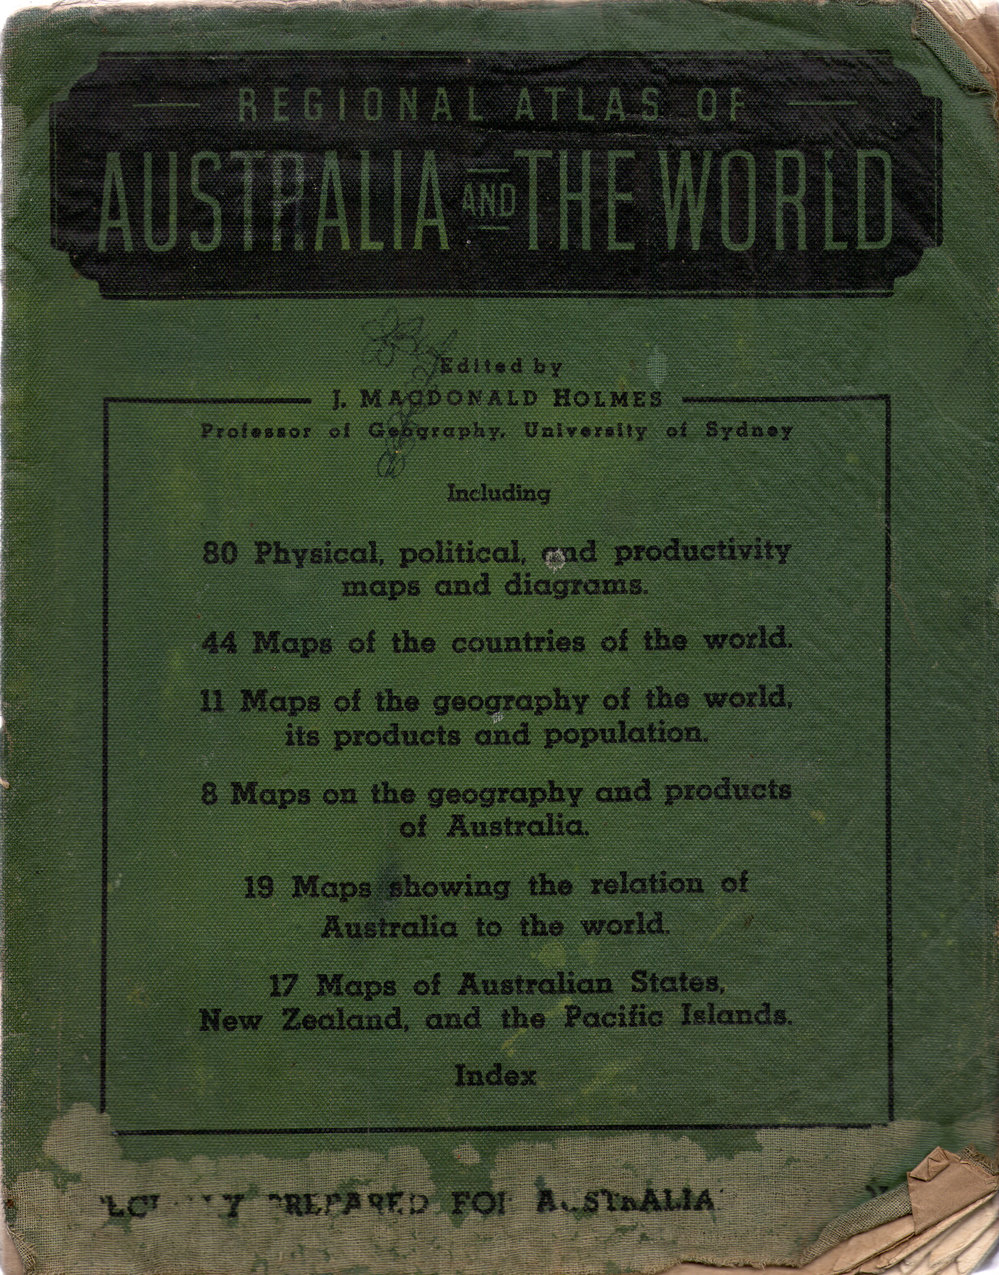 REGIONAL ATLAS OF
AUSTRALIA AND THE WORLD
Edited by
J. MACDONALD HOLMES
Professor of Geography, University of Sydney
Including
80 Physical, political, and productivity
maps and diagrams.
44 Maps of the countries of the world.
11 Maps of the geography of the world,
its products and population.
8 Maps on the geography and products
of Australia.
19 Maps showing the relation of
Australia to the world.
17 Maps of Australian States,
New Zealand, and the Pacific Islands.
Index
PREPARED FOR AUSTRALIA